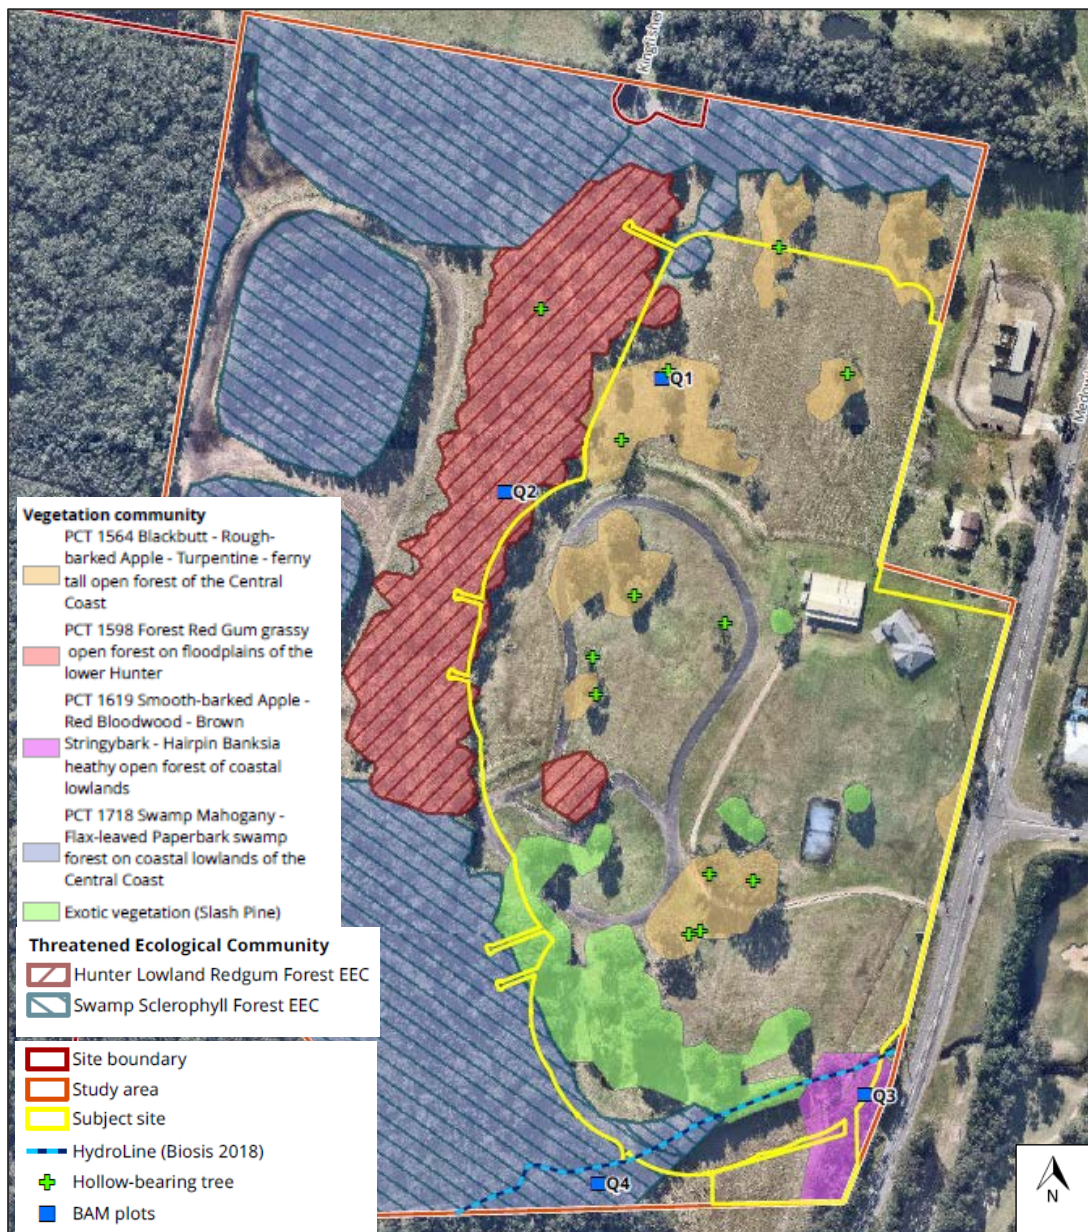 Kingfishe
Q1
Medo
Q2
Vegetation community
PCT 1564 Blackbutt - Rough-
barked Apple - Turpentine - ferny
tall open forest of the Central
Coast
PCT 1598 Forest Red Gum grassy
open forest on floodplains of the
lower Hunter
PCT 1619 Smooth-barked Apple -
Red Bloodwood - Brown
Stringybark - Hairpin Banksia
heathy open forest of coastal
lowlands
PCT 1718 Swamp Mahogany -
Flax-leaved Paperbark swamp
forest on coastal lowlands of the
Central Coast
Exotic vegetation (Slash Pine)
Threatened Ecological Community
Hunter Lowland Redgum Forest EEC
Swamp Sclerophyll Forest EEC
Site boundary
Study area
Subject site
HydroLine (Biosis 2018)
Hollow-bearing tree
BAM plots
Q3
Q4
N